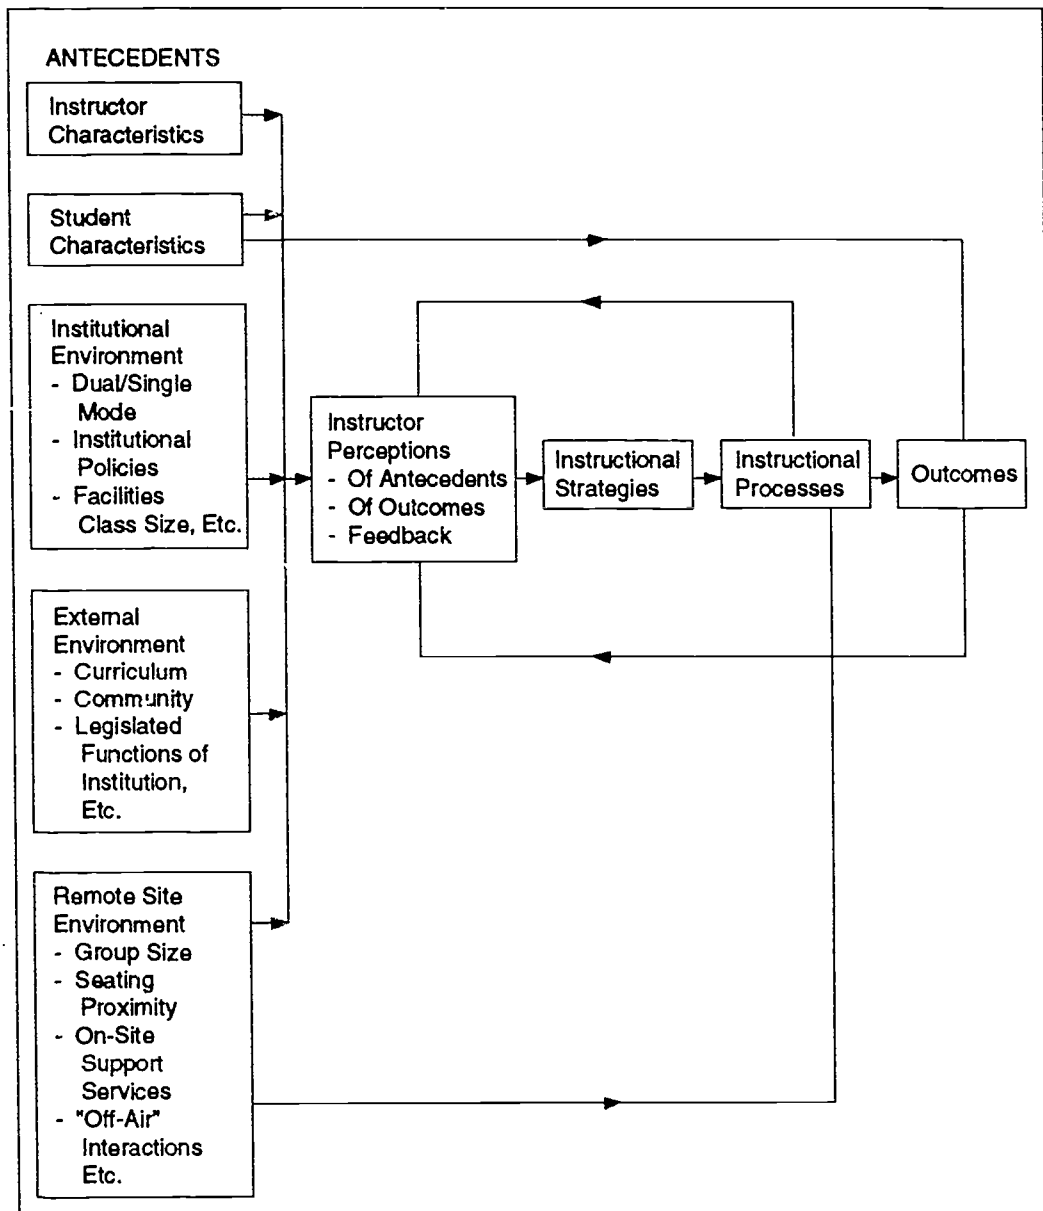 ANTECEDENTS
Instructor
Characteristics
Student
Characteristics
Institutional
Environment
- Dual/Single
Mode
- Institutional
Policies
- Facilities
Class Size, Etc.
External
Environment
- Curriculum
- Community
- Legislated
Functions of
Institution,
Etc.
Remote Site
Environment
- Group Size
- Seating
Proximity
- On-Site
Support
Services
- "Off-Air"
Interactions
Etc.
Instructor
Perceptions
- Of Antecedents
- Of Outcomes
- Feedback
Instructional
Strategies
Instructional
Processes
Outcomes